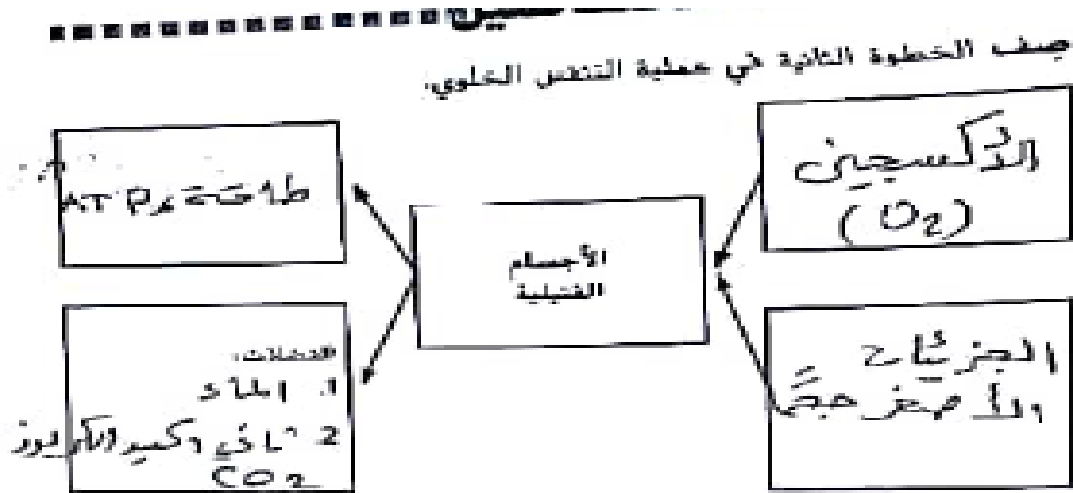 صف الخطوة الثانية في عملية التنفس الخلوي.
الأكسجين
(O2)
طاقة ATP
الأجسام
الفتيلية
الجزيئات
الأصغر حجمًا
الفضلات:
1. الماء
2. ثاني أكسيد الكربون
CO2